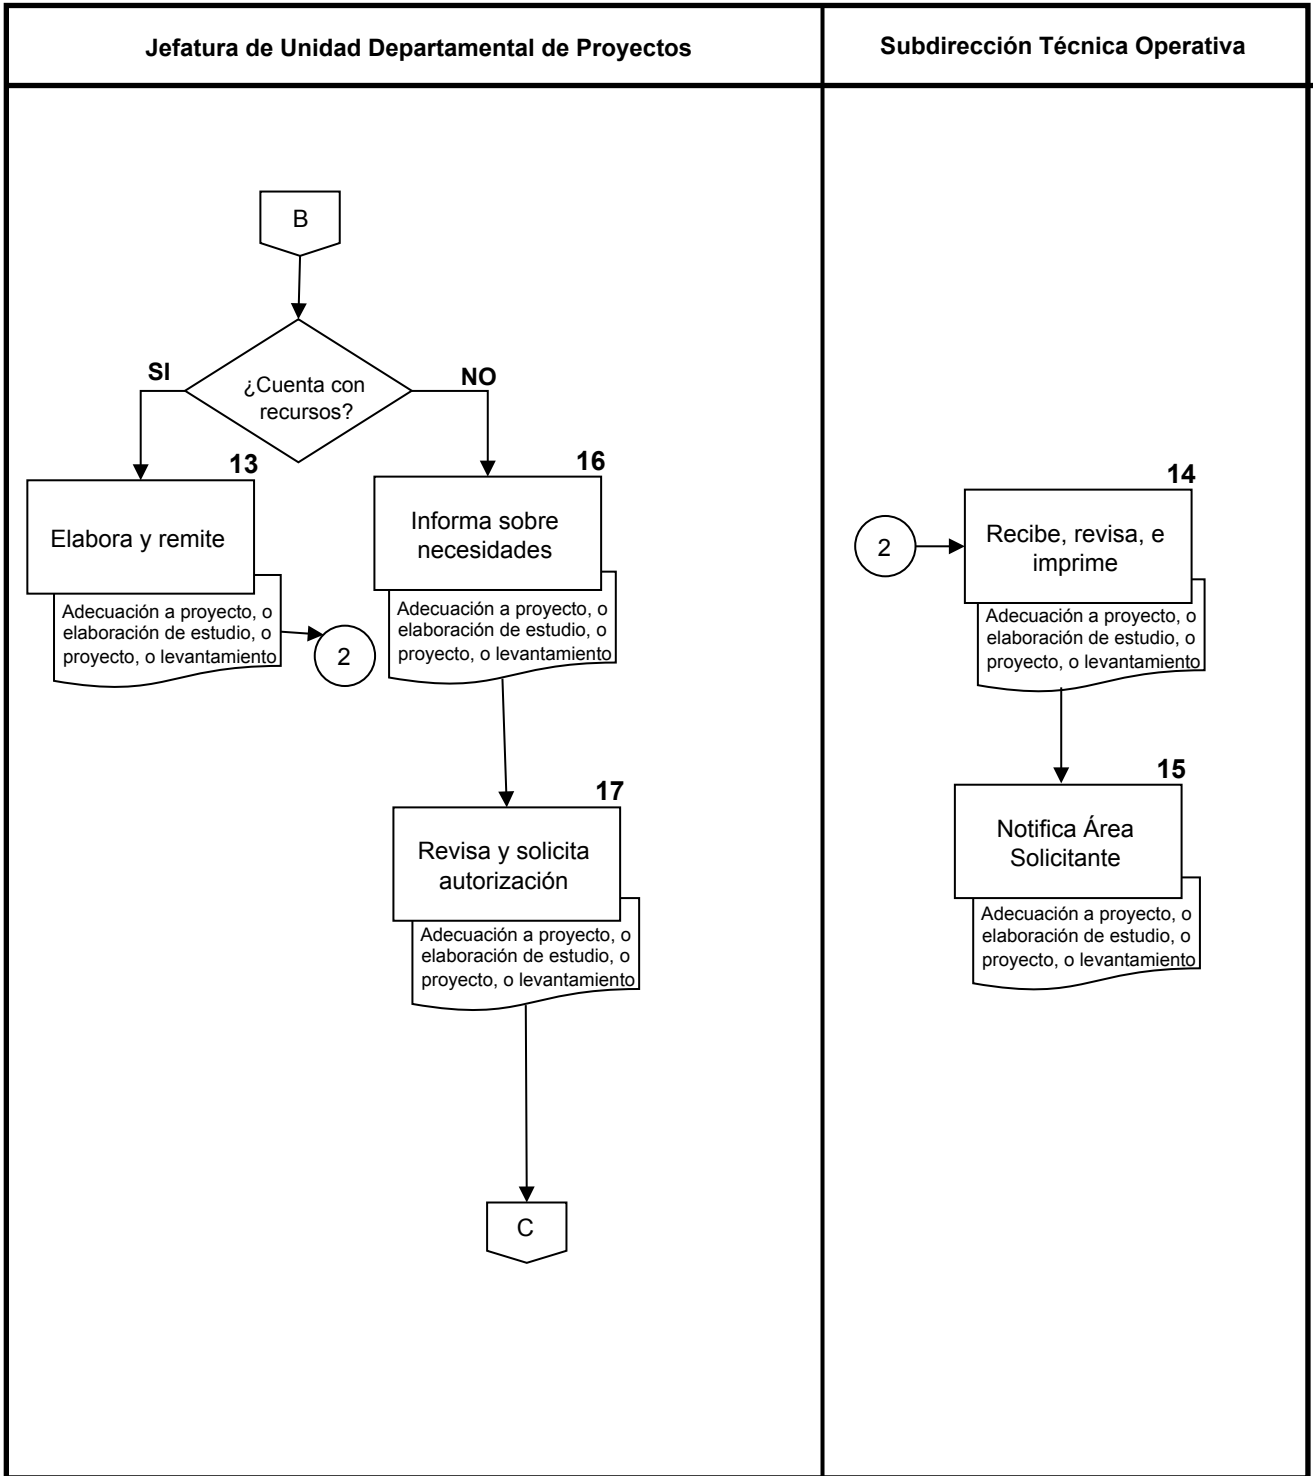 Jefatura de Unidad Departamental de Proyectos
Subdirección Técnica Operativa
B
¿Cuenta con
recursos?
SI
NO
13
Elabora y remite
Adecuación a proyecto, o
elaboración de estudio, o
proyecto, o levantamiento
2
16
Informa sobre
necesidades
Adecuación a proyecto, o
elaboración de estudio, o
proyecto, o levantamiento
17
Revisa y solicita
autorización
Adecuación a proyecto, o
elaboración de estudio, o
proyecto, o levantamiento
C
2
14
Recibe, revisa, e
imprime
Adecuación a proyecto, o
elaboración de estudio, o
proyecto, o levantamiento
15
Notifica Área
Solicitante
Adecuación a proyecto, o
elaboración de estudio, o
proyecto, o levantamiento